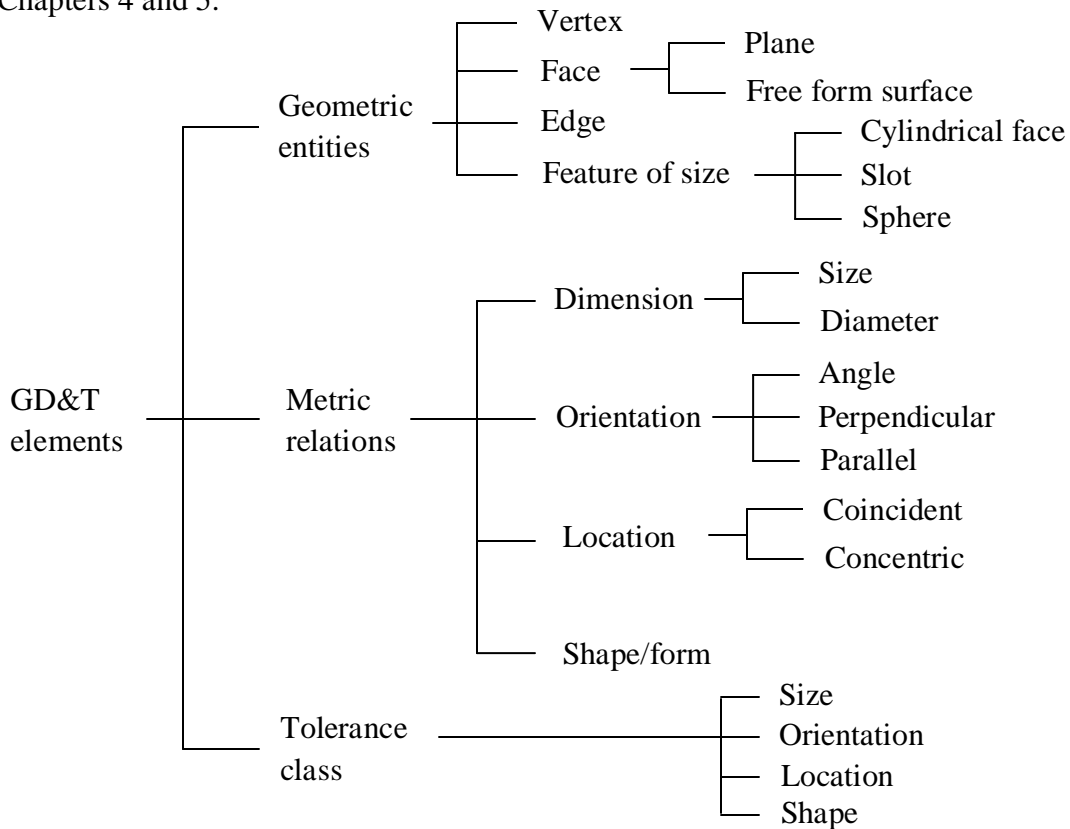 Chapters 4 and 5.
Vertex
Face
Plane
Free form surface
Edge
Feature of size
Cylindrical face
Slot
Sphere
Geometric
entities
GD&T
elements
Metric
relations
Dimension
Size
Diameter
Orientation
Angle
Perpendicular
Parallel
Location
Coincident
Concentric
Shape/form
Tolerance
class
Size
Orientation
Location
Shape